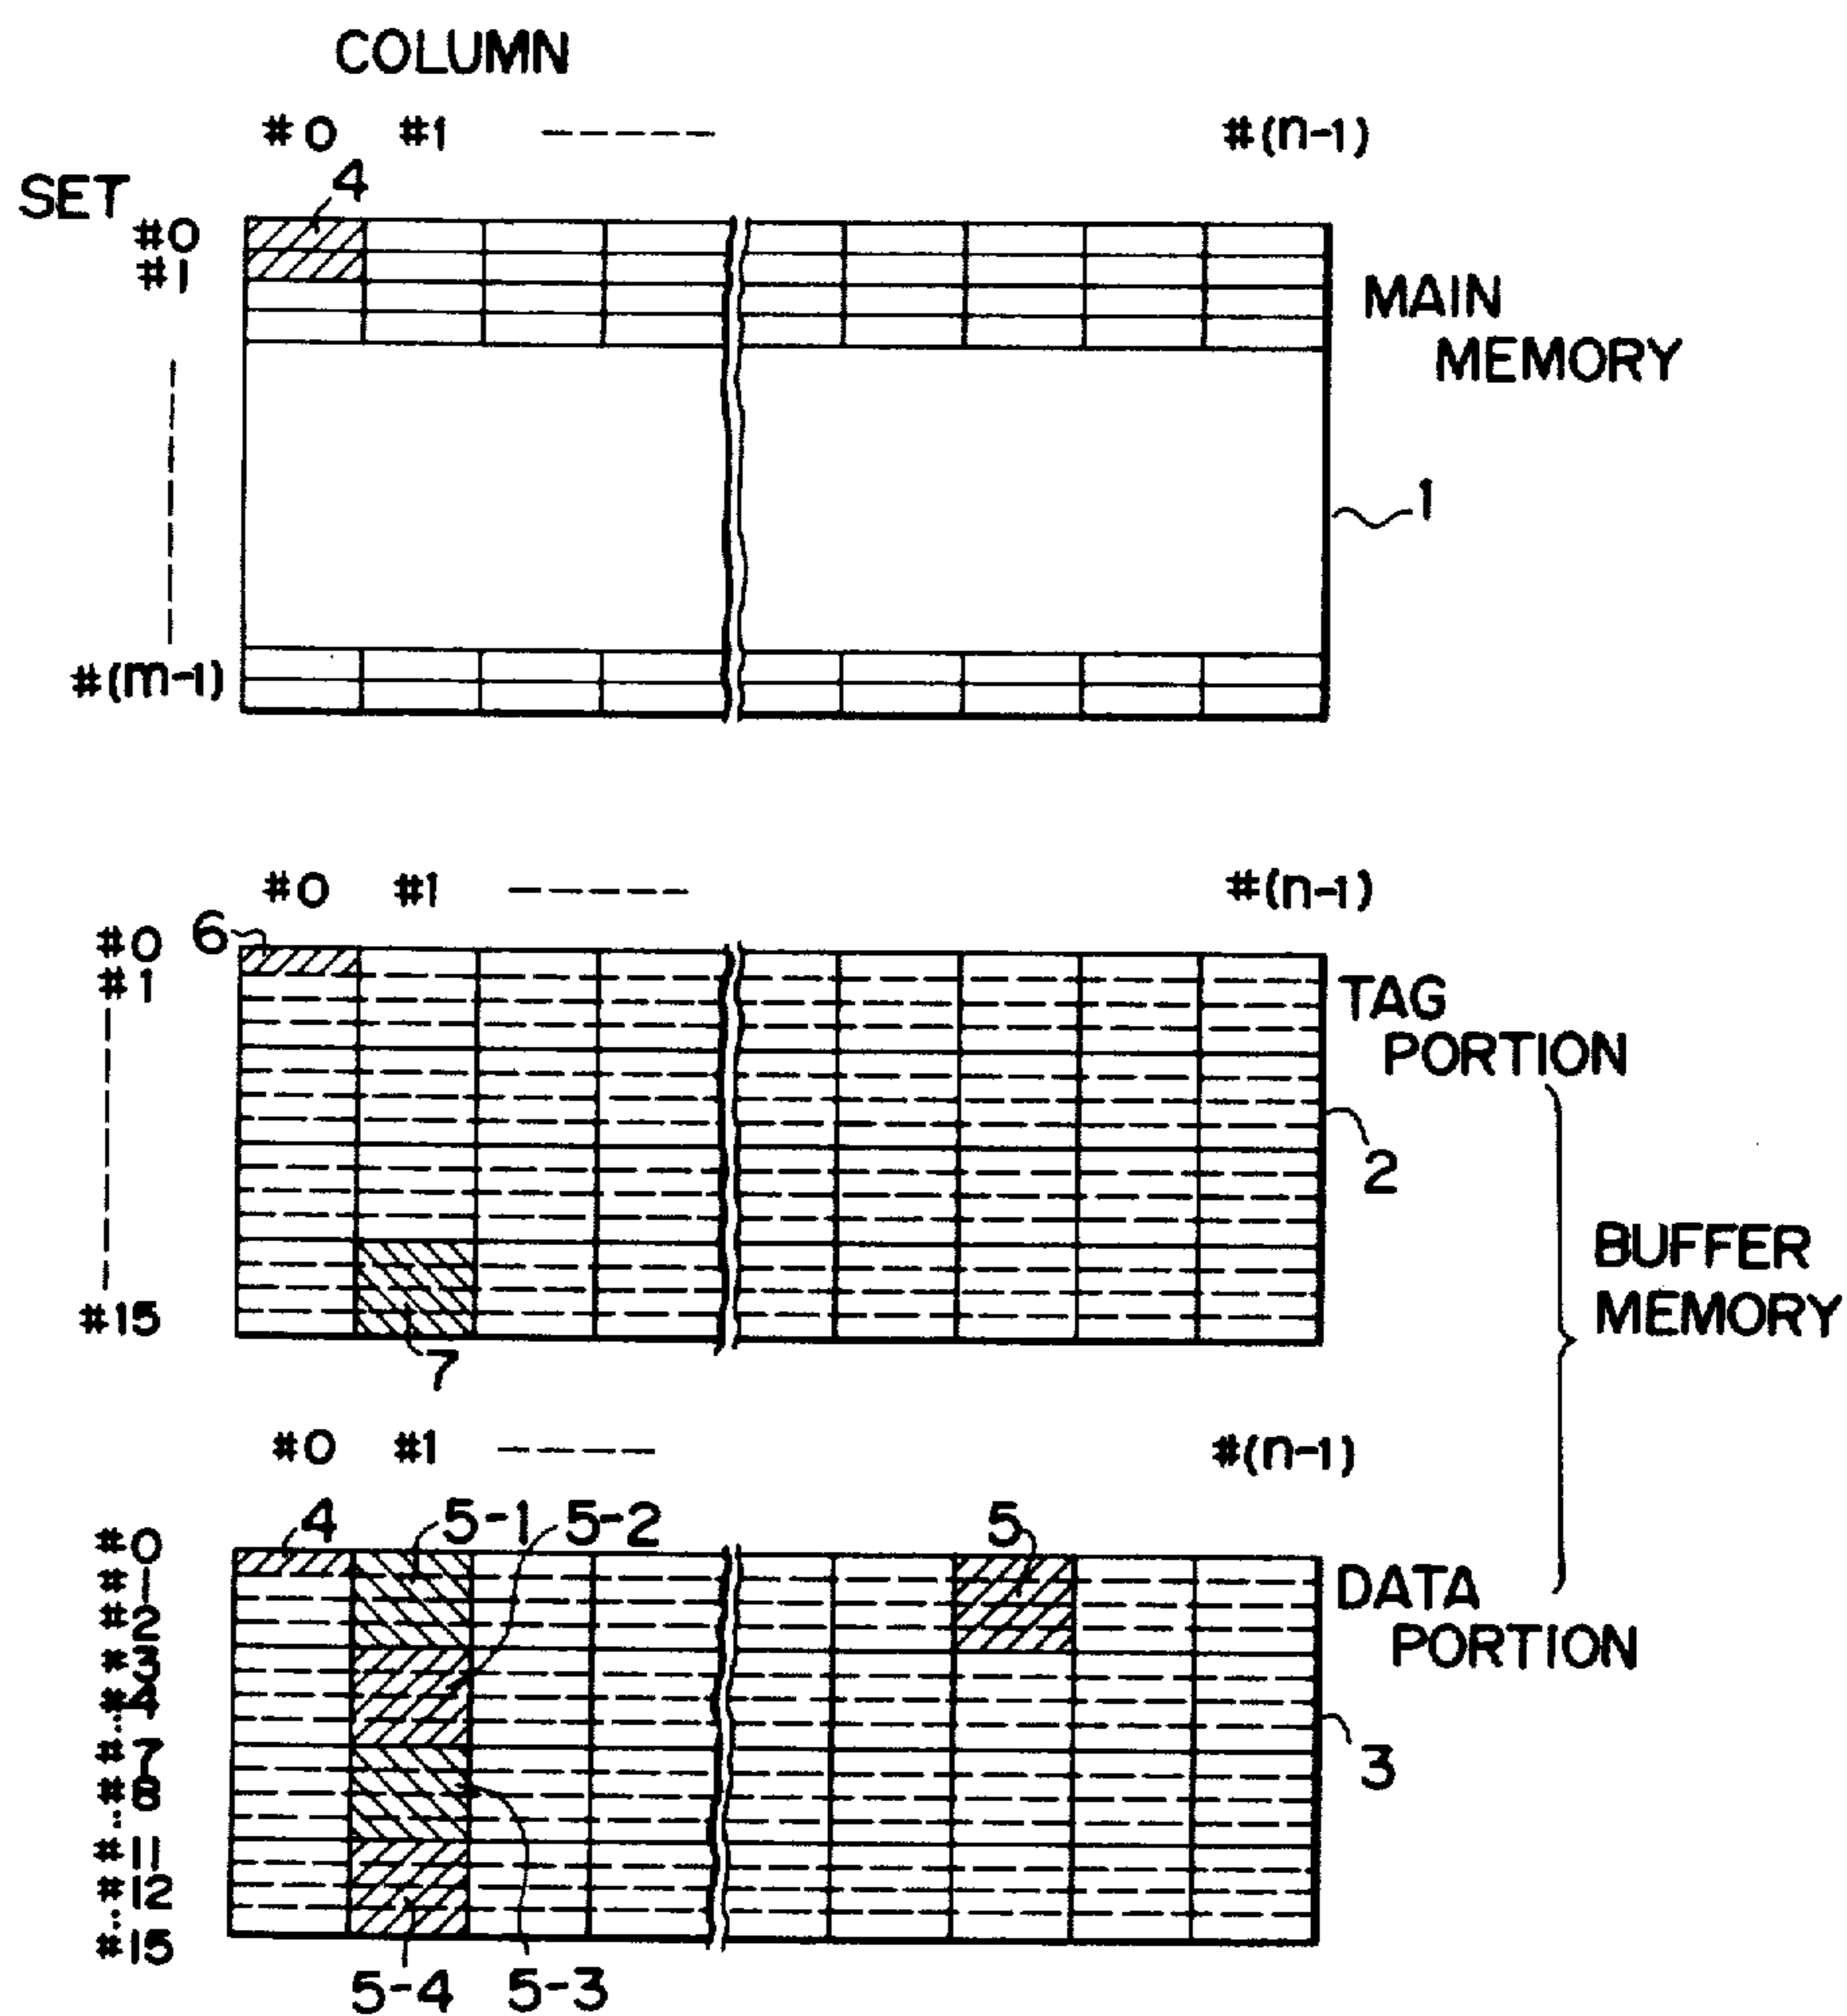 COLUMN
#0 #1 #(n-1)
SET
4
#0
#1
MAIN
MEMORY
1
#(m-1)
#0 #1 #(n-1)
#0
6
#1
TAG
PORTION
2
BUFFER
MEMORY
#15
7
#0 #1 #(n-1)
#0
4
5-1
5-2
5
#1
DATA
#2
PORTION
#3
#4
#7
3
#8
#11
#12
#15
5-4
5-3